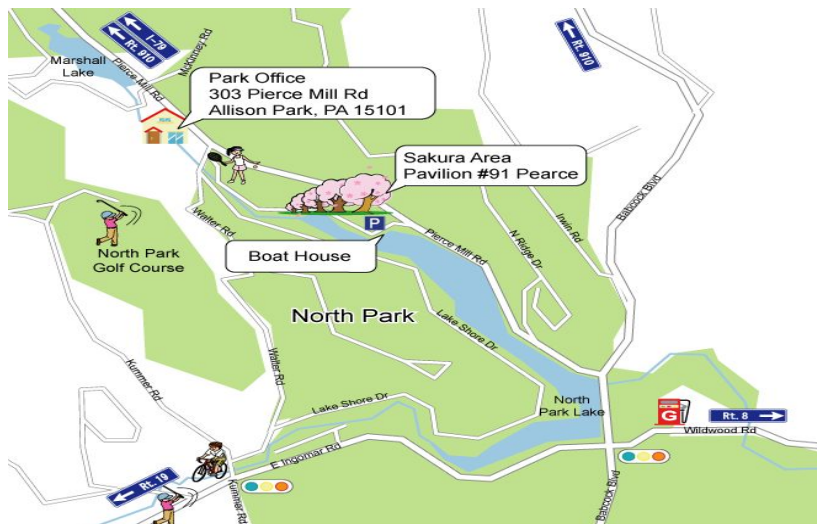 I-79
Rt. 910
Rt. 910
McKinney Rd
Marshall
Lake
Pierce Mill Rd
Park Office
303 Pierce Mill Rd
Allison Park, PA 15101
Sakura Area
Pavilion #91 Pearce
Babcock Blvd
Irwin Rd
N Ridge Dr
Walter Rd
P
Pierce Mill Rd
North Park
Golf Course
Boat House
North Park
Lake Shore Dr
Walter Rd
Kummer Rd
Lake Shore Dr
North
Park Lake
G
Rt. 8
Wildwood Rd
E Ingomar Rd
Rt. 19
Kummer Rd
Babcock Blvd